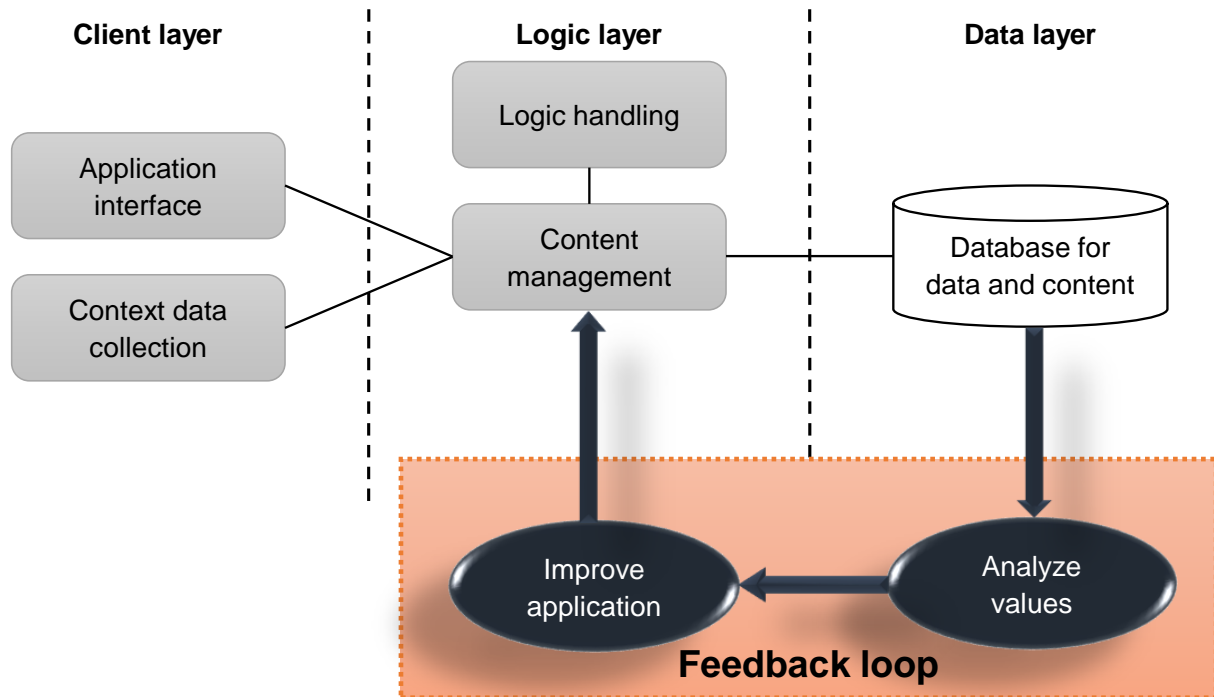 Client layer
Logic layer
Data layer
Logic handling
Application
interface
Content
management
Database for
data and content
Context data
collection
Improve
application
Analyze
values
Feedback loop